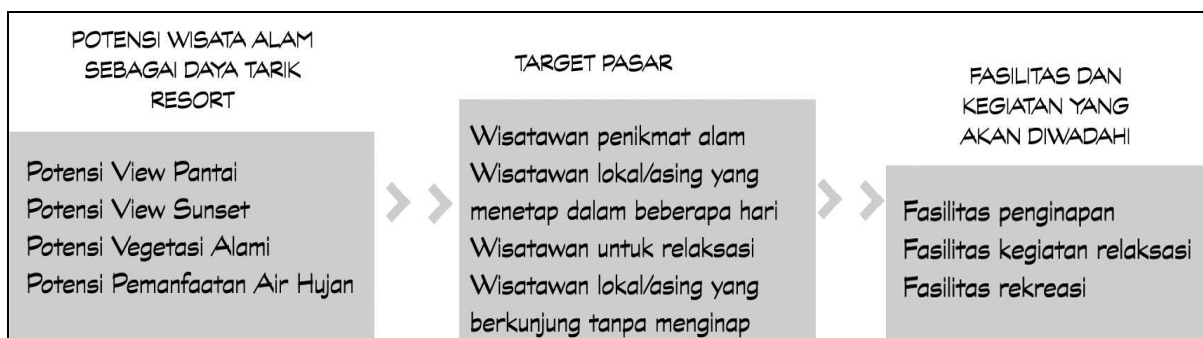 POTENSI WISATA ALAM
SEBAGAI DAYA TARIK
RESORT
Potensi View Pantai
Potensi View Sunset
Potensi Vegetasi Alami
Potensi Pemanfaatan Air Hujan
TARGET PASAR
Wisatawan penikmat alam
Wisatawan lokal/asing yang
menetap dalam beberapa hari
Wisatawan untuk relaksasi
Wisatawan lokal/asing yang
berkunjung tanpa menginap
FASILITAS DAN
KEGIATAN YANG
AKAN DIWADAHI
Fasilitas penginapan
Fasilitas kegiatan relaksasi
Fasilitas rekreasi